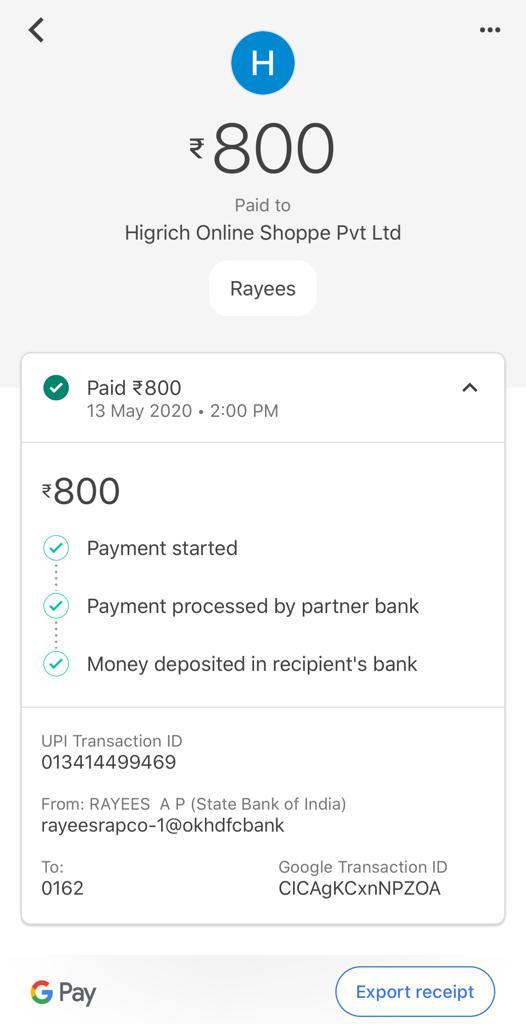 H
₹800
Paid to
Higrich Online Shoppe Pvt Ltd
Rayees
Paid ₹800
13 May 2020 • 2:00 PM
₹800
Payment started
Payment processed by partner bank
Money deposited in recipient's bank
UPI Transaction ID
013414499469
From: RAYEES  A P (State Bank of India)
rayeesrapco-1@okhdfcbank
To:
0162
Google Transaction ID
CICAgKCxnNPZOA
G Pay
Export receipt